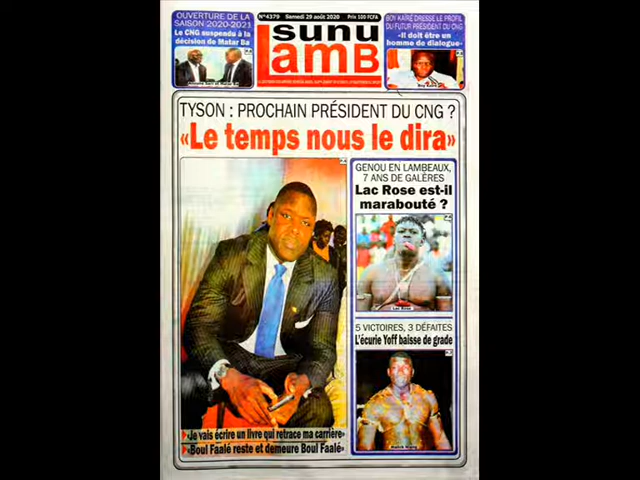 OUVERTURE DE LA
SAISON 2020-2021
Le CNG suspendu à la
décision de Matar Ba
N°4379 Samedi 29 août 2020 Prix 100 FCFA
sunu
Lamb
BOY KAIRÉ DRESSE LE PROFIL
DU FUTUR PRÉSIDENT DU CNG
«Il doit être un
homme de dialogue»
TYSON : PROCHAIN PRÉSIDENT DU CNG ?
«Le temps nous le dira»
GENOU EN LAMBEAUX,
7 ANS DE GALÈRES
Lac Rose est-il
marabouté ?
Lac Rose
5 VICTOIRES, 3 DÉFAITES
L'écurie Yoff baisse de grade
«Je vais écrire un livre qui retrace ma carrière»
«Boul Faalé reste et demeure Boul Faalé»